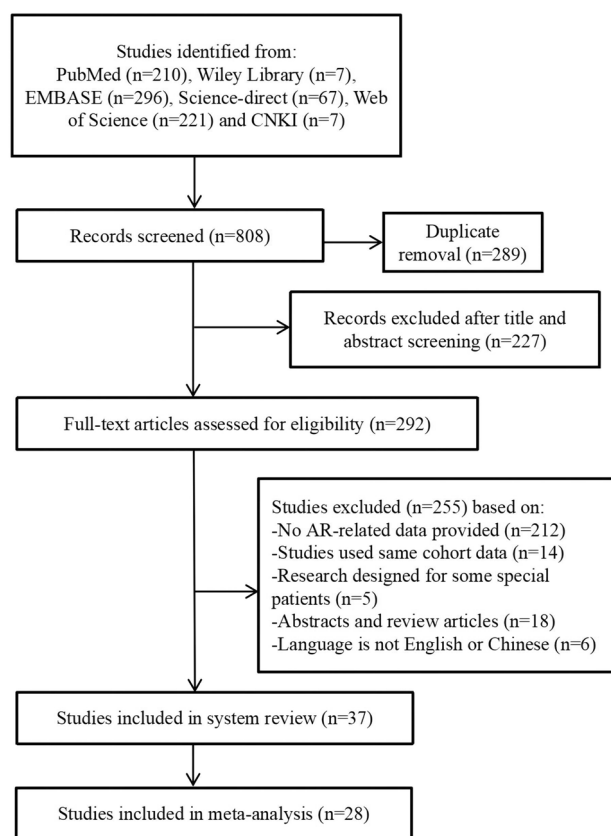 Studies identified from:
PubMed (n=210), Wiley Library (n=7),
EMBASE (n=296), Science-direct (n=67), Web
of Science (n=221) and CNKI (n=7)
Records screened (n=808)
Duplicate
removal (n=289)
Records excluded after title and
abstract screening (n=227)
Full-text articles assessed for eligibility (n=292)
Studies excluded (n=255) based on:
-No AR-related data provided (n=212)
-Studies used same cohort data (n=14)
-Research designed for some special
patients (n=5)
-Abstracts and review articles (n=18)
-Language is not English or Chinese (n=6)
Studies included in system review (n=37)
Studies included in meta-analysis (n=28)